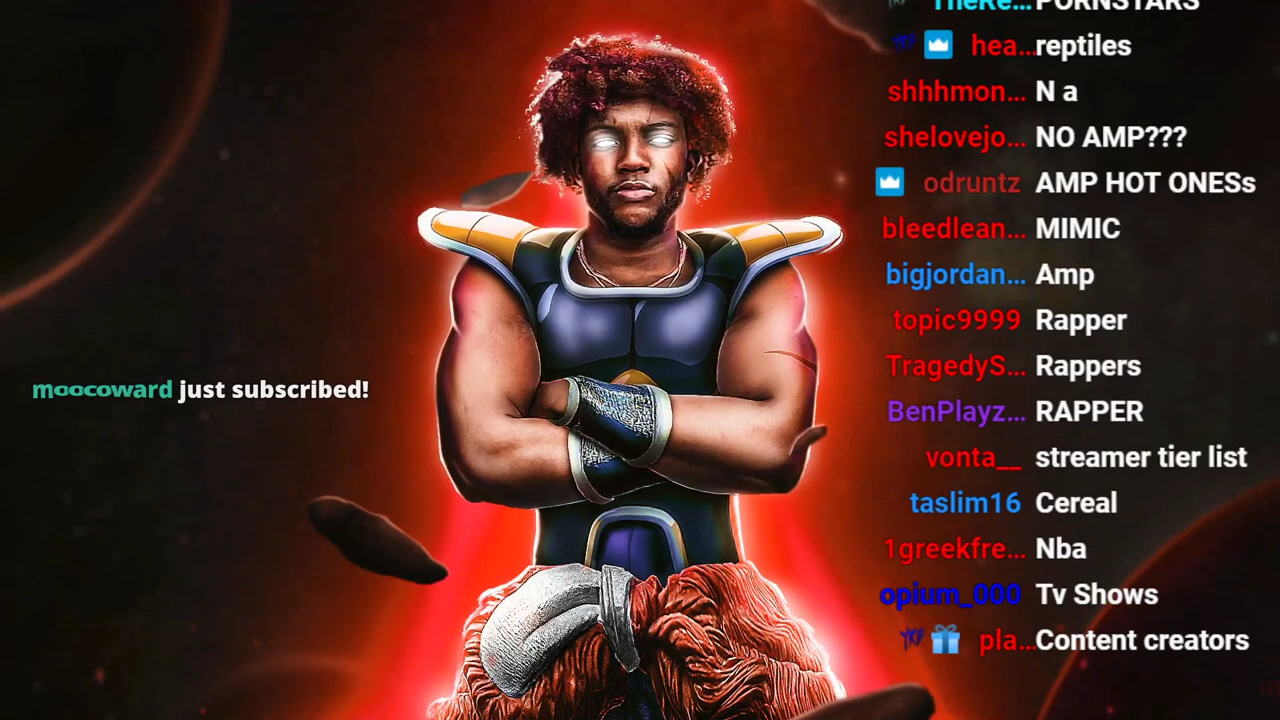 TheRe... PORNSTARS
hea... reptiles
shhhmon... N a
shelovejo... NO AMP???
odruntz AMP HOT ONESs
bleedlean... MIMIC
bigjordan... Amp
topic9999 Rapper
TragedyS... Rappers
moocoward just subscribed!
BenPlayz... RAPPER
vonta__ streamer tier list
taslim16 Cereal
1greekfre... Nba
opium_000 Tv Shows
pla... Content creators